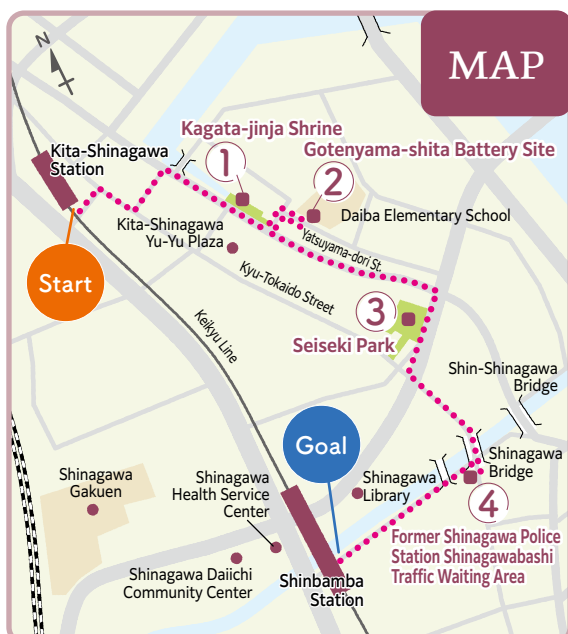 MAP
N
Kita-Shinagawa
Station
Kagata-jinja Shrine
1
Gotenyama-shita Battery Site
2
Daiba Elementary School
Kita-Shinagawa
Yu-Yu Plaza
Yatsuyama-dori St.
Start
Kyu-Tokaido Street
3
Seiseki Park
Keikyu Line
Shin-Shinagawa
Bridge
Goal
Shinagawa
Bridge
Shinagawa
Gakuen
Shinagawa
Health Service
Center
Shinagawa
Library
4
Former Shinagawa Police
Station Shinagawabashi
Traffic Waiting Area
Shinagawa Daiichi
Community Center
Shinbamba
Station